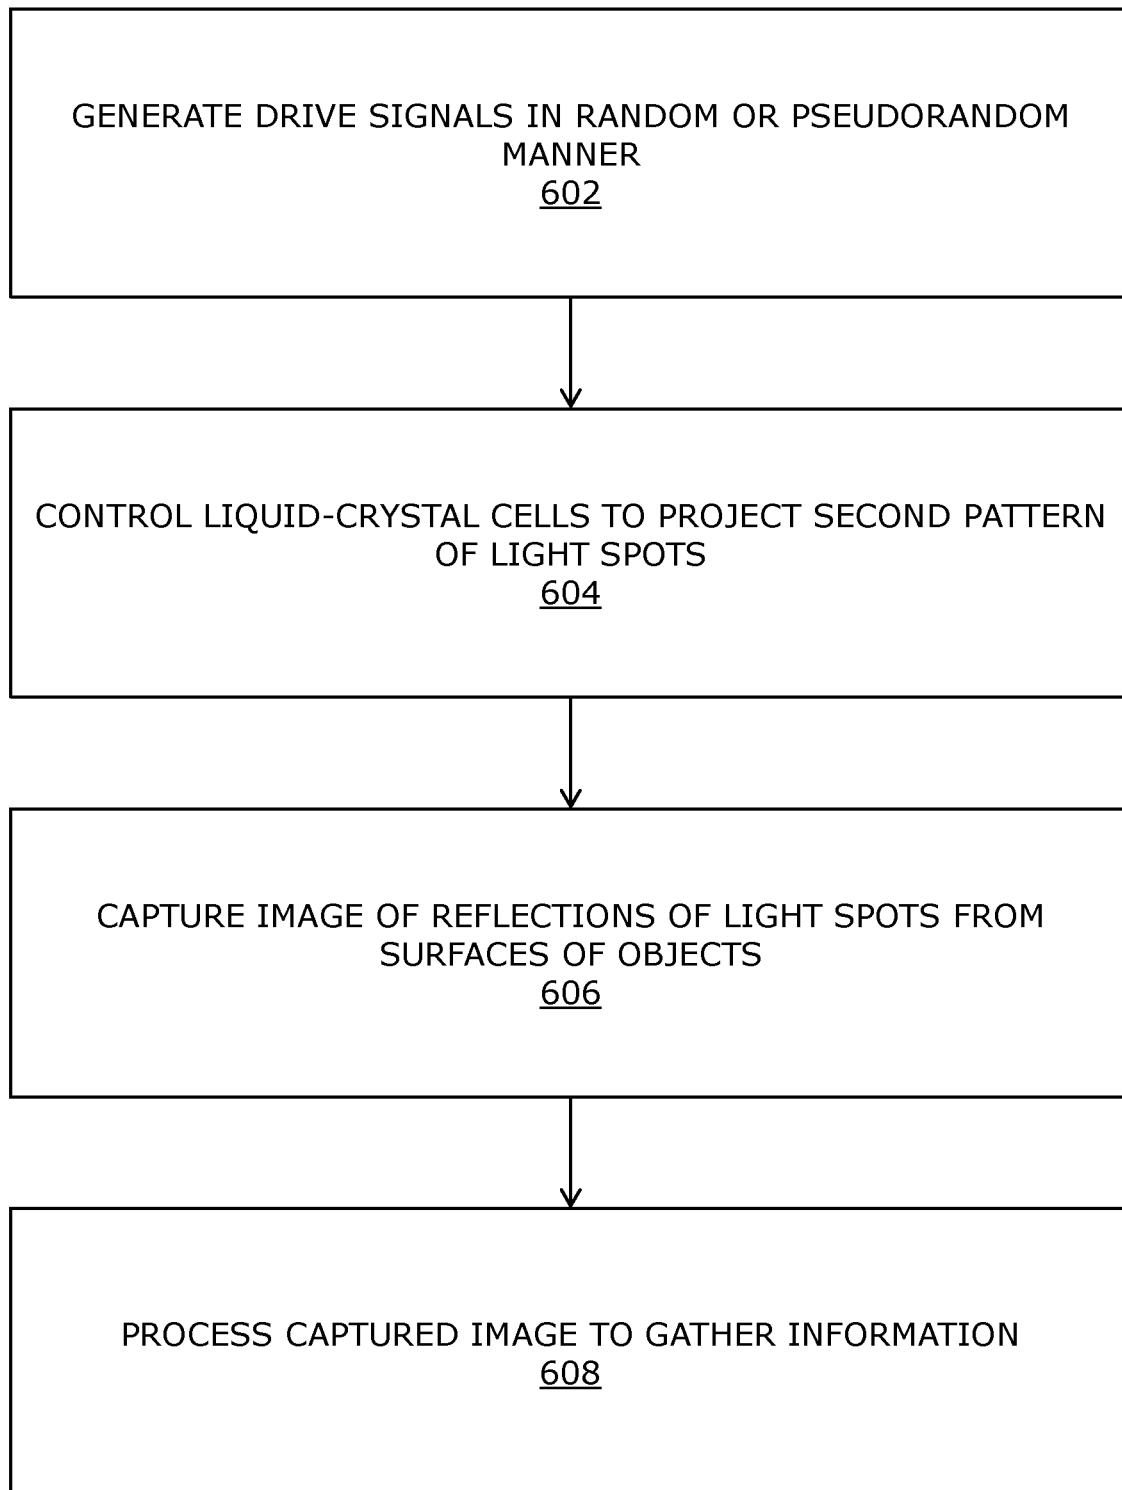 GENERATE DRIVE SIGNALS IN RANDOM OR PSEUDORANDOM
MANNER
602
CONTROL LIQUID-CRYSTAL CELLS TO PROJECT SECOND PATTERN
OF LIGHT SPOTS
604
CAPTURE IMAGE OF REFLECTIONS OF LIGHT SPOTS FROM
SURFACES OF OBJECTS
606
PROCESS CAPTURED IMAGE TO GATHER INFORMATION
608